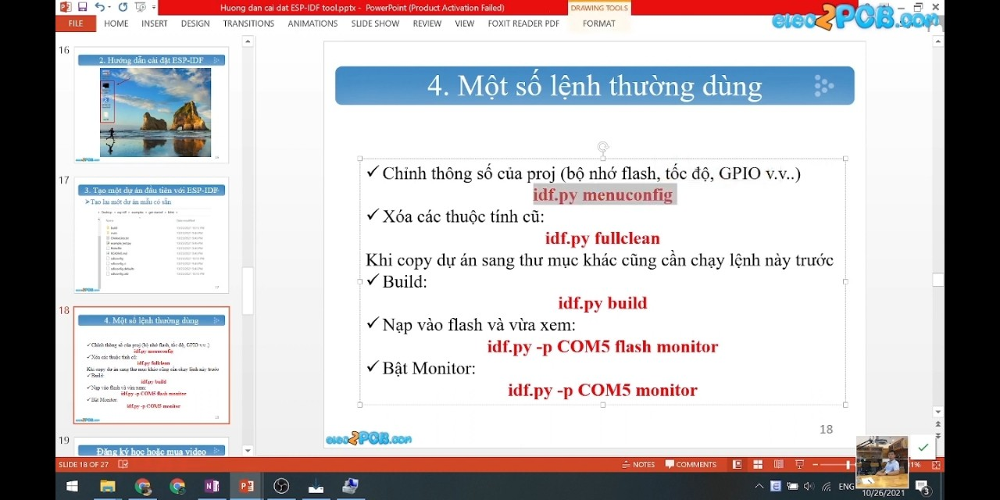 Huong dan cai dat ESP-IDF tool.pptx - PowerPoint (Product Activation Failed)
DRAWING TOOLS
FILE HOME INSERT DESIGN TRANSITIONS ANIMATIONS SLIDE SHOW REVIEW VIEW FOXIT READER PDF FORMAT
eleo2PCB.com
16
2. Hướng dẫn cài đặt ESP-IDF
17
3. Tạo một dự án đầu tiên với ESP-IDF
➢Tạo lại một dự án mẫu có sẵn
18
4. Một số lệnh thường dùng
✓Chỉnh thông số của proj (bộ nhớ flash, tốc độ, GPIO v.v..)
idf.py menuconfig
✓Xóa các thuộc tính cũ:
idf.py fullclean
Khi copy dự án sang thư mục khác cũng cần chạy lệnh này trước
✓Build:
idf.py build
✓Nạp vào flash và vừa xem:
idf.py -p COM5 flash monitor
✓Bật Monitor:
idf.py -p COM5 monitor
19
Đăng ký học hoặc mua video
4. Một số lệnh thường dùng
✓ Chỉnh thông số của proj (bộ nhớ flash, tốc độ, GPIO v.v..)
idf.py menuconfig
✓ Xóa các thuộc tính cũ:
idf.py fullclean
Khi copy dự án sang thư mục khác cũng cần chạy lệnh này trước
✓ Build:
idf.py build
✓ Nạp vào flash và vừa xem:
idf.py -p COM5 flash monitor
✓ Bật Monitor:
idf.py -p COM5 monitor
eleo2PCB.com
18
SLIDE 18 OF 27
NOTES COMMENTS
ENG
10/26/2021
3